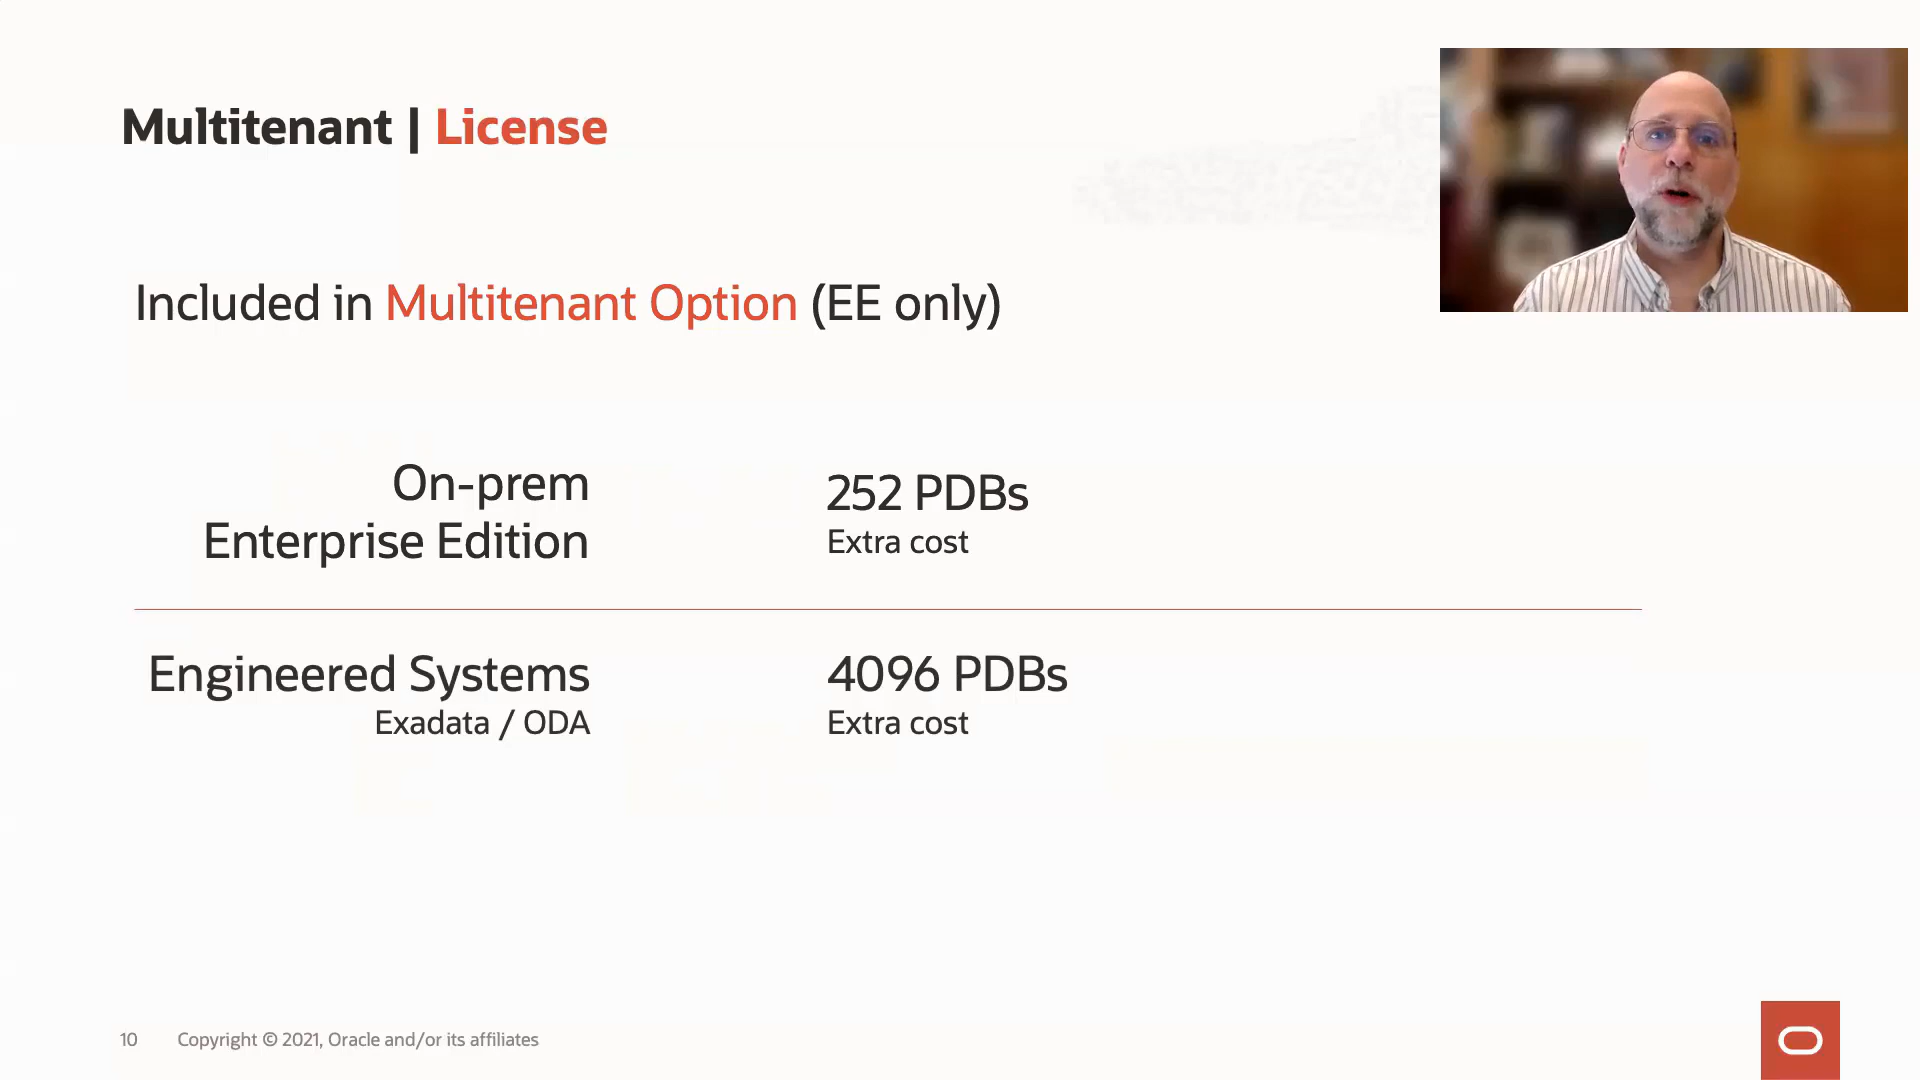 Multitenant | License
Included in Multitenant Option (EE only)
On-prem
Enterprise Edition
252 PDBs
Extra cost
Engineered Systems
Exadata / ODA
4096 PDBs
Extra cost
10 Copyright © 2021, Oracle and/or its affiliates